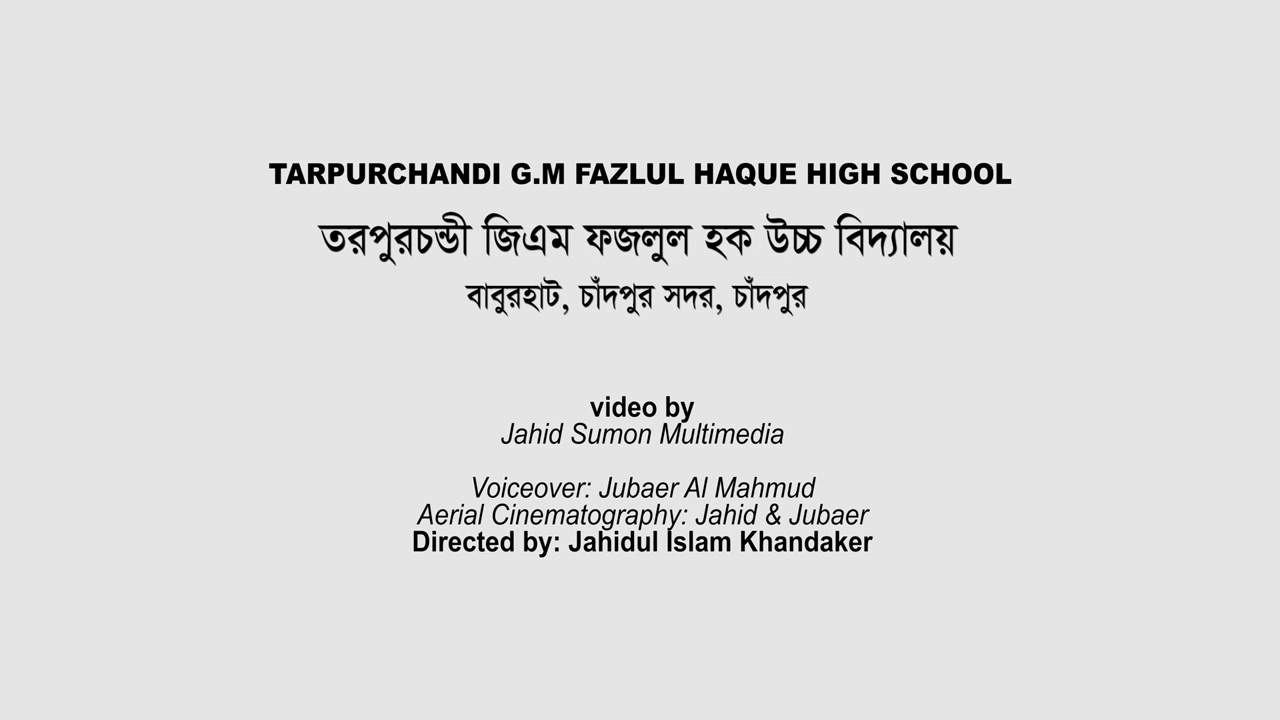 TARPURCHANDI G.M FAZLUL HAQUE HIGH SCHOOL
তরপুরচন্ডী জিএম ফজলুল হক উচ্চ বিদ্যালয়
বাবুরহাট, চাঁদপুর সদর, চাঁদপুর
video by
Jahid Sumon Multimedia
Voiceover: Jubaer Al Mahmud
Aerial Cinematography: Jahid & Jubaer
Directed by: Jahidul Islam Khandaker